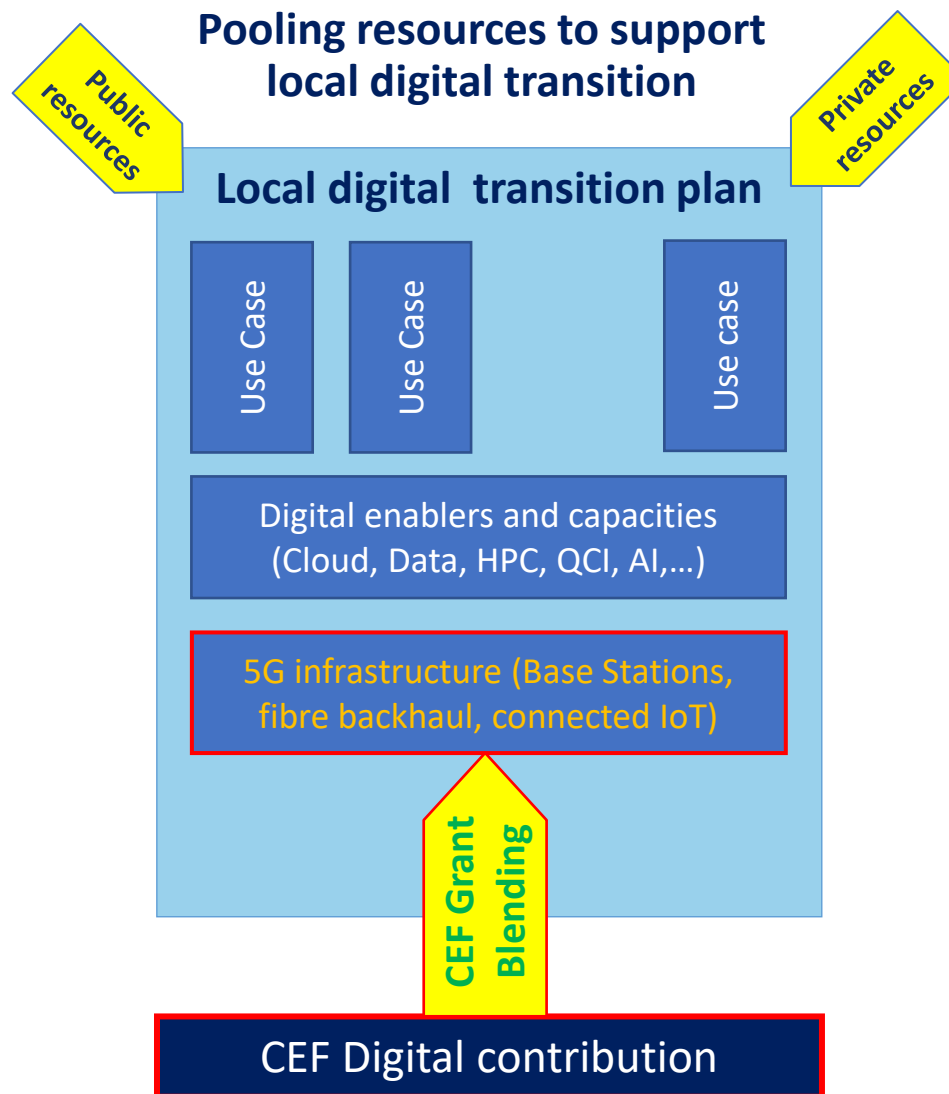 Pooling resources to support
local digital transition
Public
resources
Private
resources
Local digital transition plan
Use Case
Use Case
Use case
Digital enablers and capacities
(Cloud, Data, HPC, QCI, AI,...)
5G infrastructure (Base Stations,
fibre backhaul, connected IoT)
CEF Grant
Blending
CEF Digital contribution